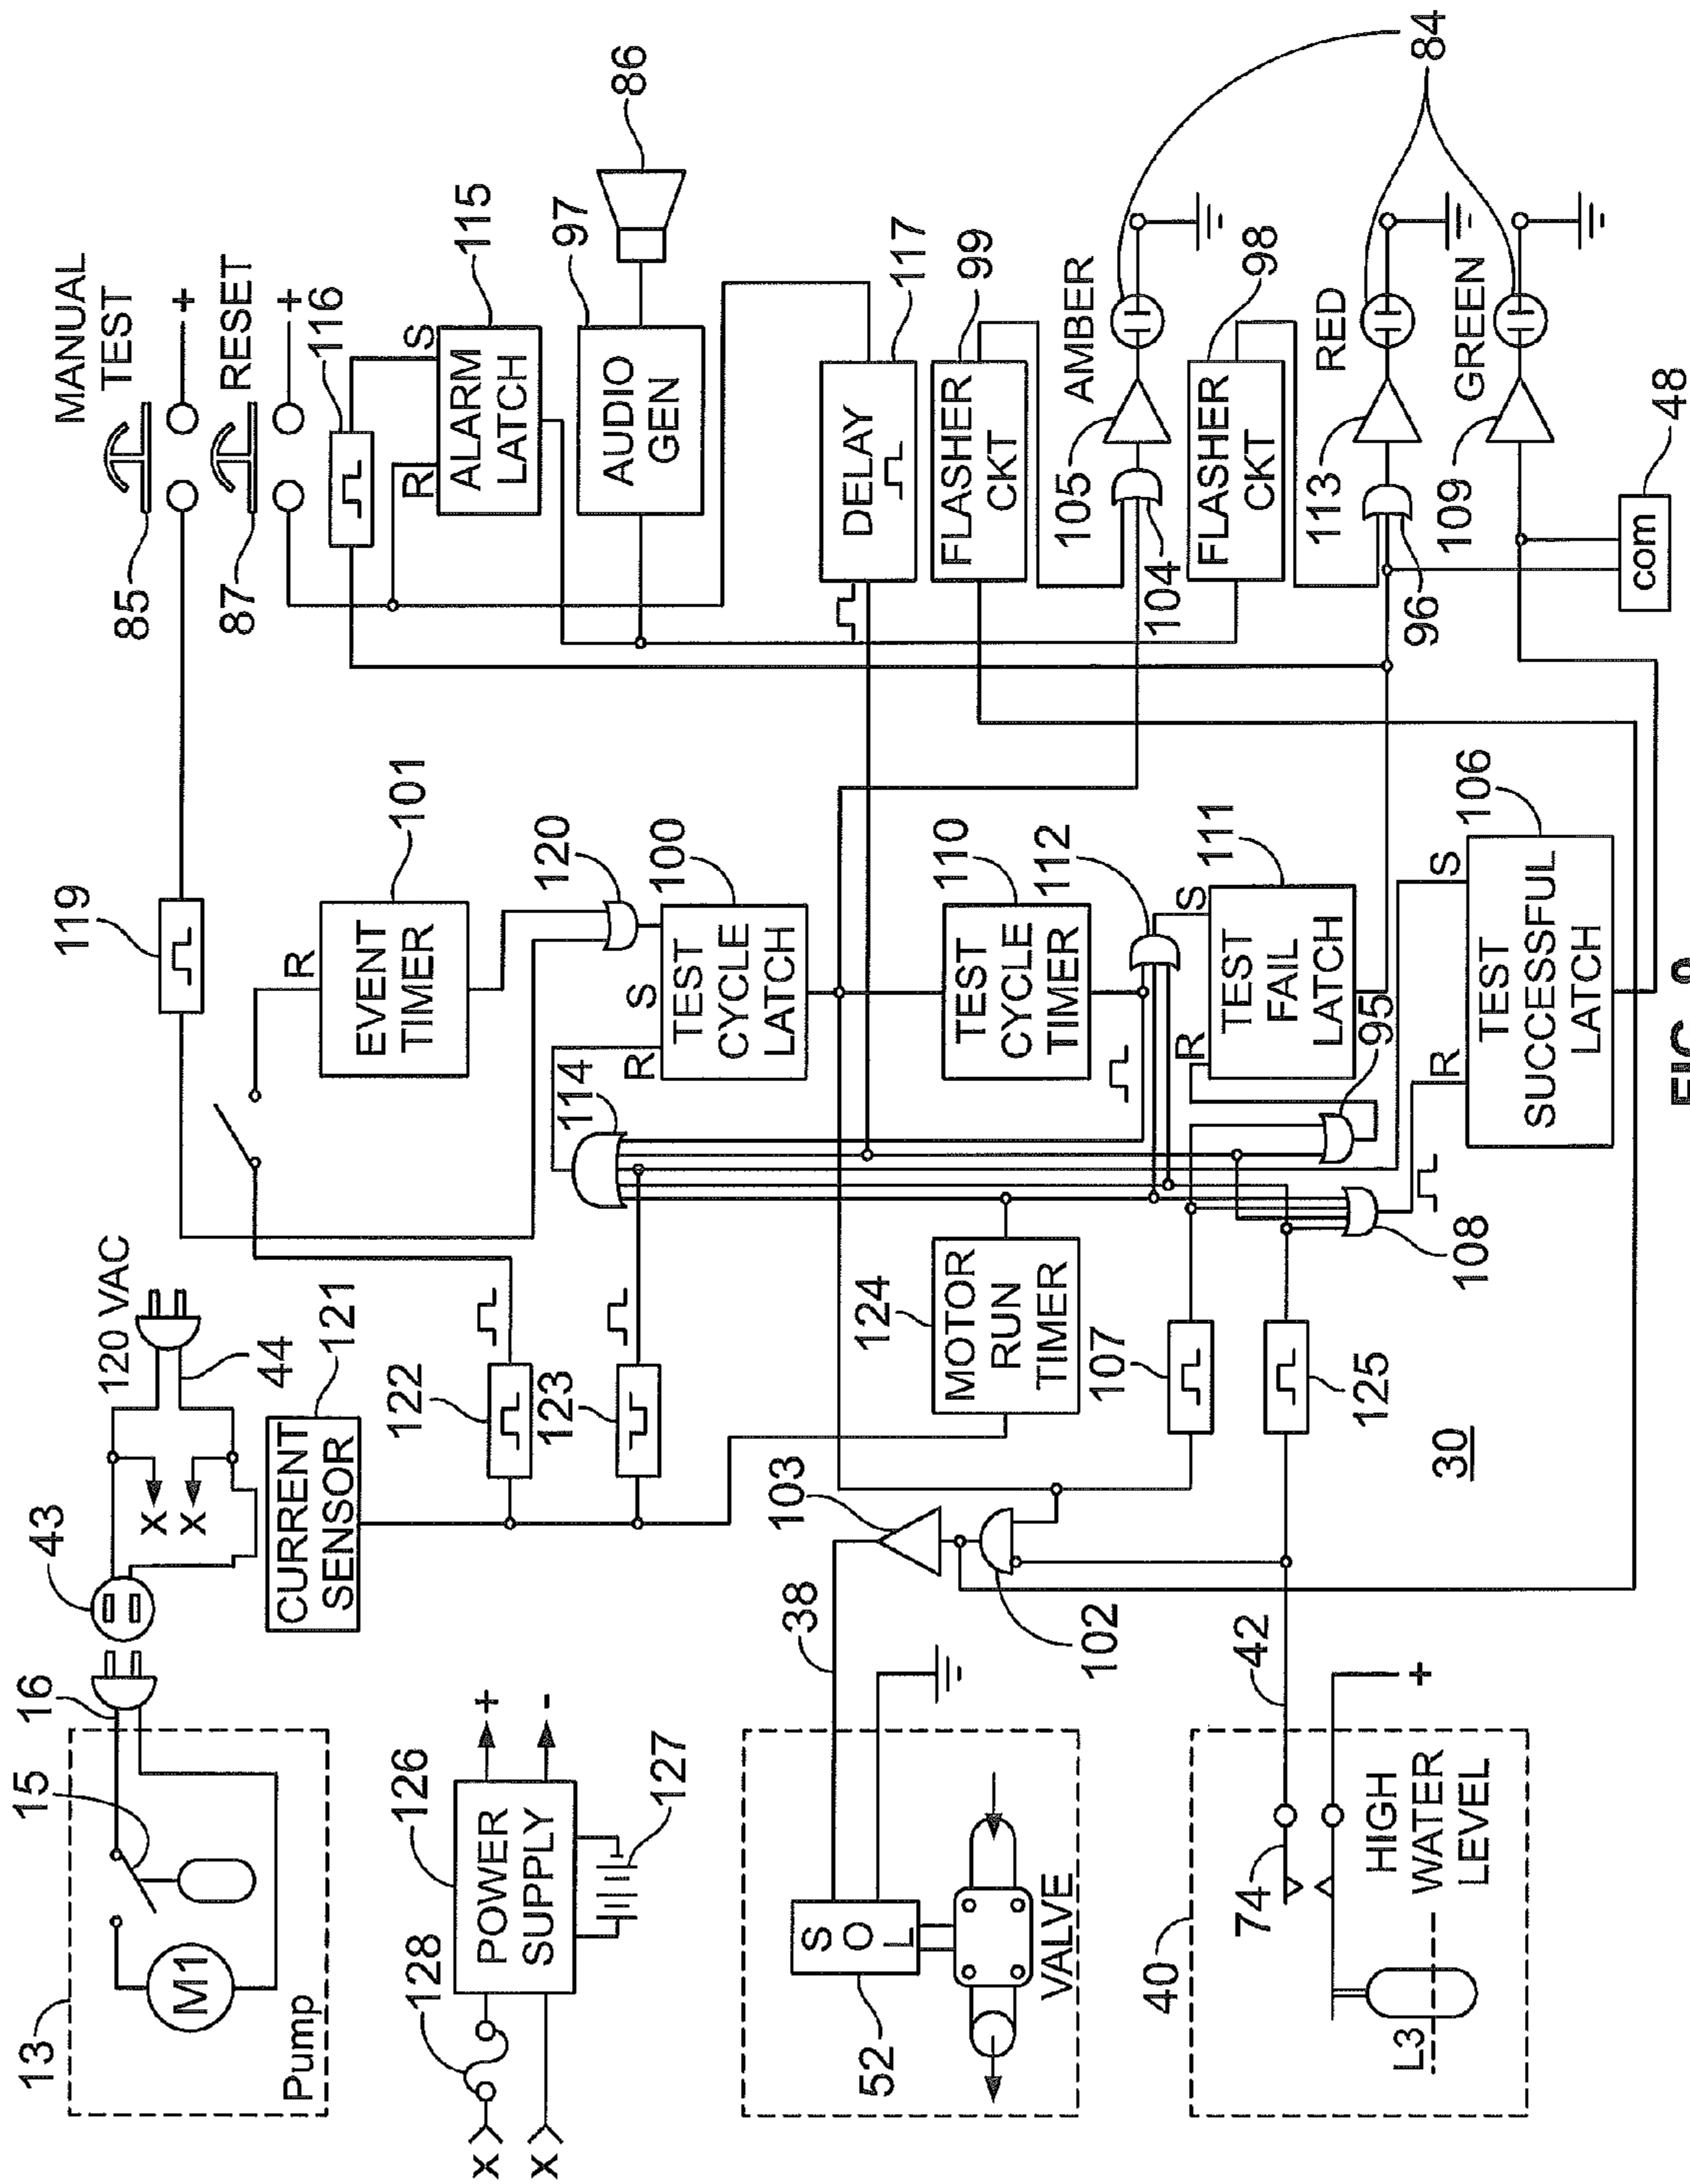 13
Pump
M1
15
16
43
X
X
120 VAC
44
CURRENT
SENSOR
121
X
X
128
POWER
SUPPLY
126
+
-
127
122
123
119
MANUAL
TEST
+
85
RESET
+
87
116
R
S
ALARM
LATCH
115
AUDIO
GEN
97
86
R
EVENT
TIMER
101
120
114
R
S
TEST
CYCLE
LATCH
100
DELAY
117
FLASHER
CKT
99
AMBER
105
104
84
FLASHER
CKT
98
RED
113
96
GREEN
109
com
48
52
S
O
L
VALVE
38
103
102
MOTOR
RUN
TIMER
124
107
125
TEST
CYCLE
TIMER
110
112
R
S
TEST
FAIL
LATCH
111
95
108
R
S
TEST
SUCCESSFUL
LATCH
106
40
L3
74
HIGH
WATER
LEVEL
+
42
30